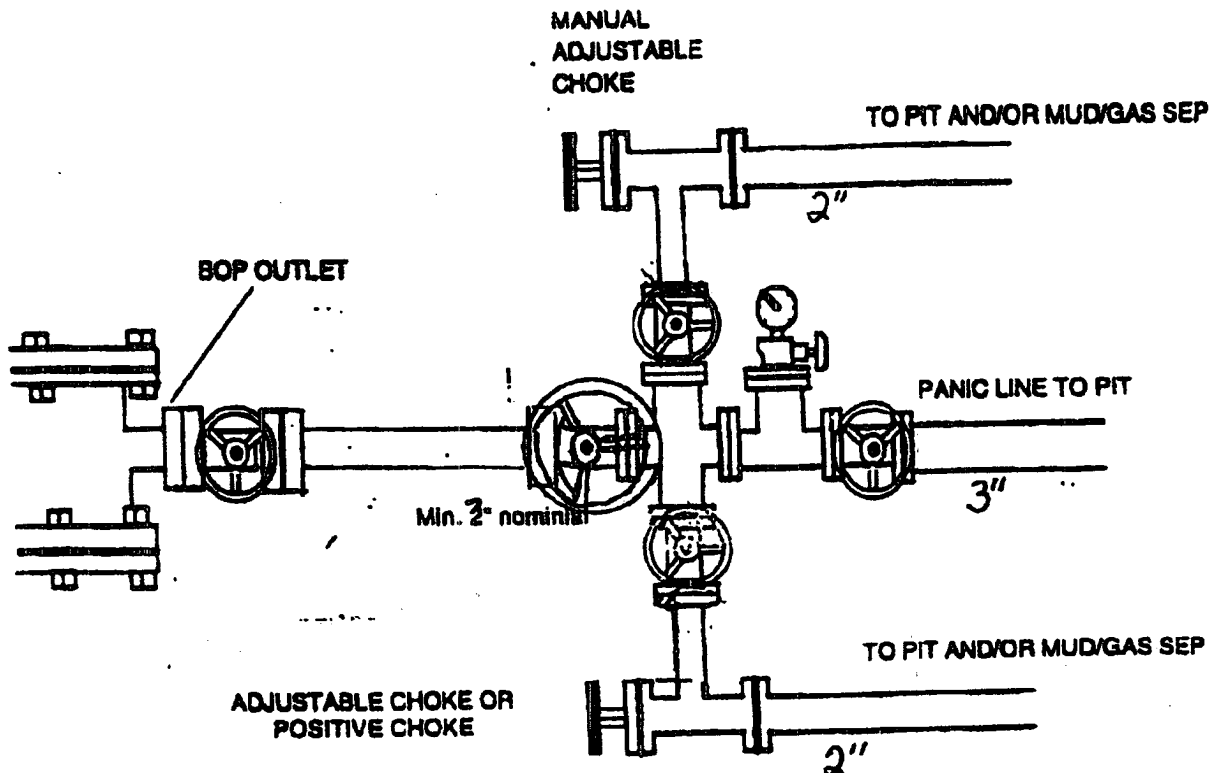 MANUAL
ADJUSTABLE
CHOKE
TO PIT AND/OR MUD/GAS SEP
2"
BOP OUTLET
PANIC LINE TO PIT
3"
Min. nominal
TO PIT AND/OR MUD/GAS SEP
ADJUSTABLE CHOKE OR
POSITIVE CHOKE
2"